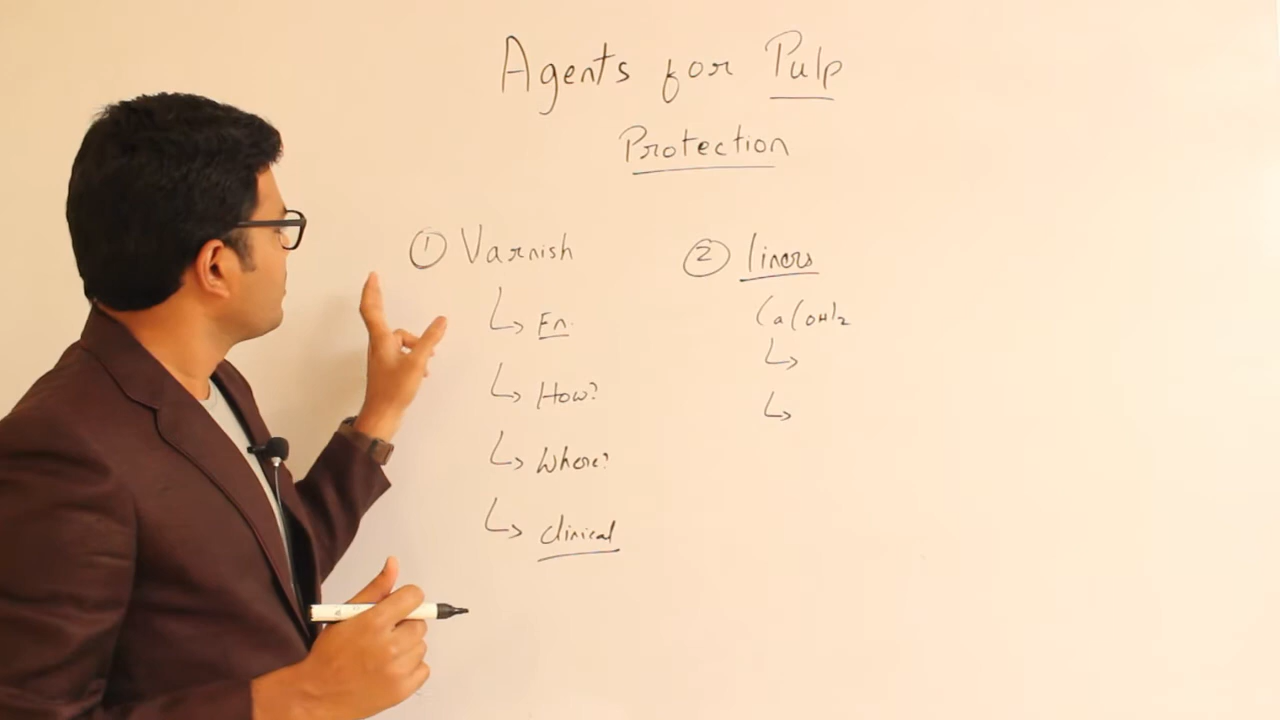 Agents for Pulp
Protection
① Varnish
↳ Fn.
↳ How?
↳ Where?
↳ Clinical
② liners
Ca(OH)2
↳
↳